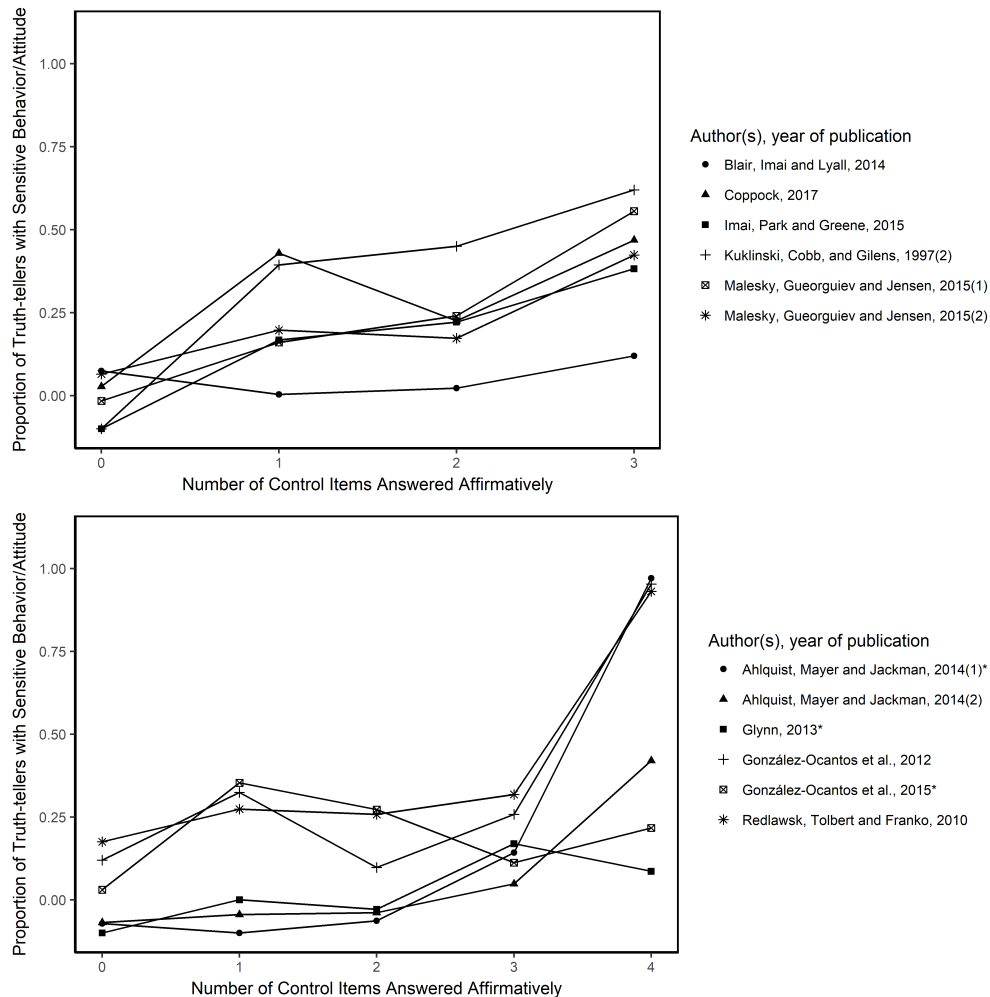 Proportion of Truth-tellers with Sensitive Behavior/Attitude
1.00
0.75
0.50
0.25
0.00
0 1 2 3
Number of Control Items Answered Affirmatively
Author(s), year of publication
Blair, Imai and Lyall, 2014
Coppock, 2017
Imai, Park and Greene, 2015
Kuklinski, Cobb, and Gilens, 1997(2)
Malesky, Gueorguiev and Jensen, 2015(1)
Malesky, Gueorguiev and Jensen, 2015(2)
Proportion of Truth-tellers with Sensitive Behavior/Attitude
1.00
0.75
0.50
0.25
0.00
0 1 2 3 4
Number of Control Items Answered Affirmatively
Author(s), year of publication
Ahlquist, Mayer and Jackman, 2014(1)*
Ahlquist, Mayer and Jackman, 2014(2)
Glynn, 2013*
González-Ocantos et al., 2012
González-Ocantos et al., 2015*
Redlawsk, Tolbert and Franko, 2010